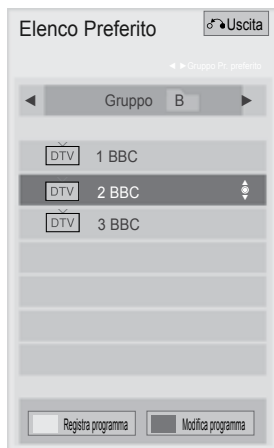 Elenco Preferito
Uscita
◄ ► Gruppo Pr. preferito
◄ Gruppo B ►
DTV 1 BBC
DTV 2 BBC
DTV 3 BBC
Registra programma
Modifica programma